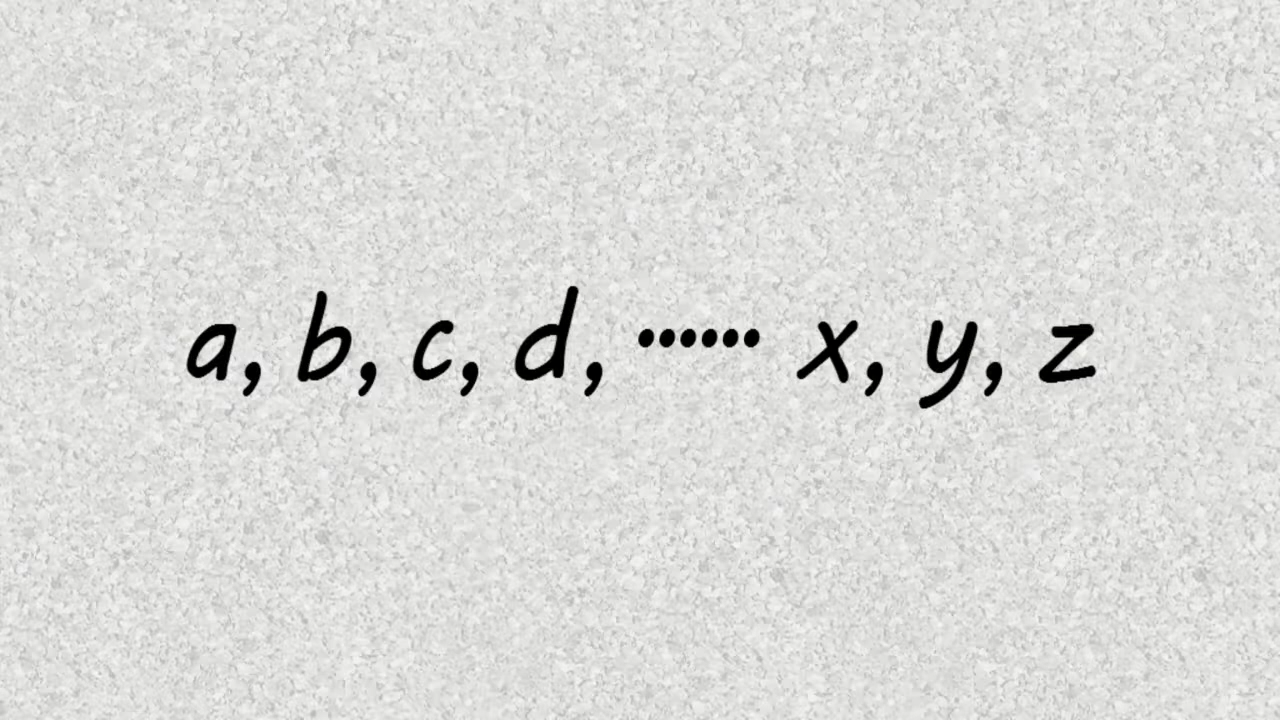 a, b, c, d, ...... x, y, z